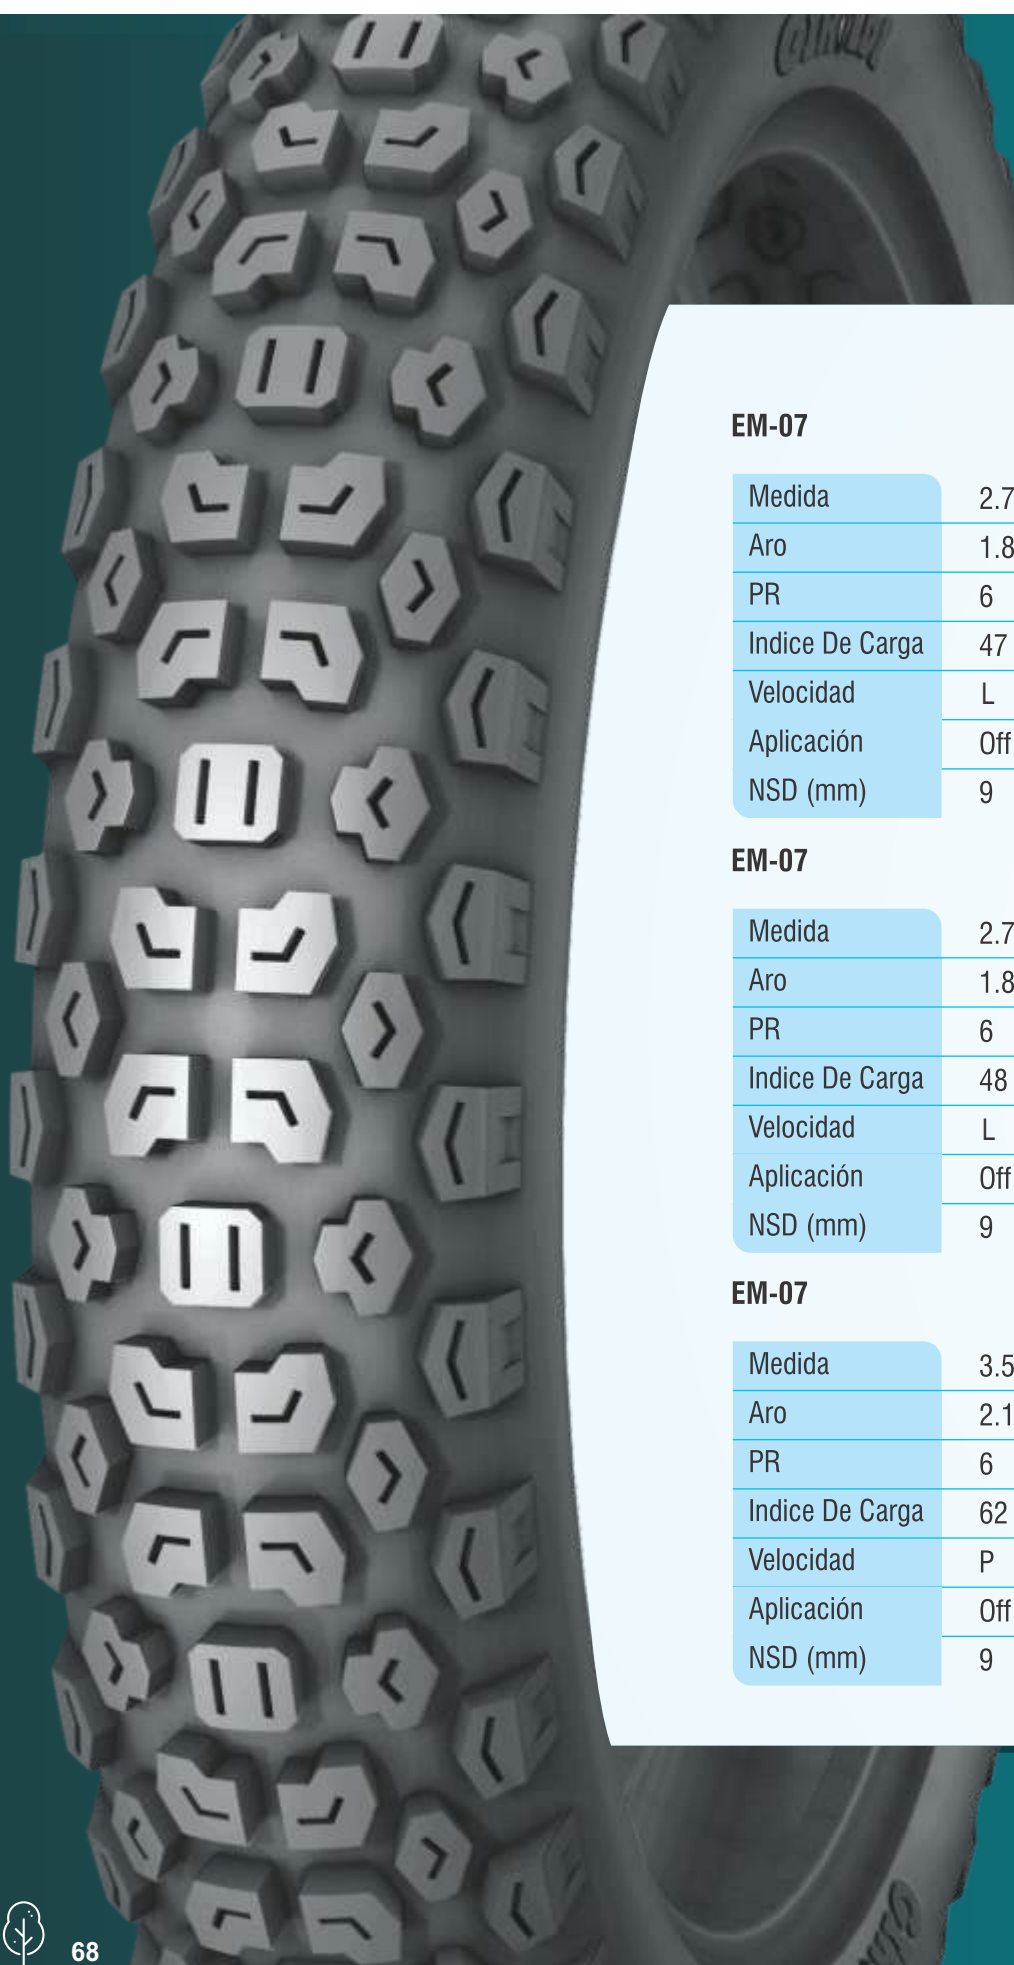 EM-07
Medida 2.7
Aro 1.8
PR 6
Indice De Carga 47
Velocidad L
Aplicación Off
NSD (mm) 9
EM-07
Medida 2.7
Aro 1.8
PR 6
Indice De Carga 48
Velocidad L
Aplicación Off
NSD (mm) 9
EM-07
Medida 3.5
Aro 2.1
PR 6
Indice De Carga 62
Velocidad P
Aplicación Off
NSD (mm) 9
68